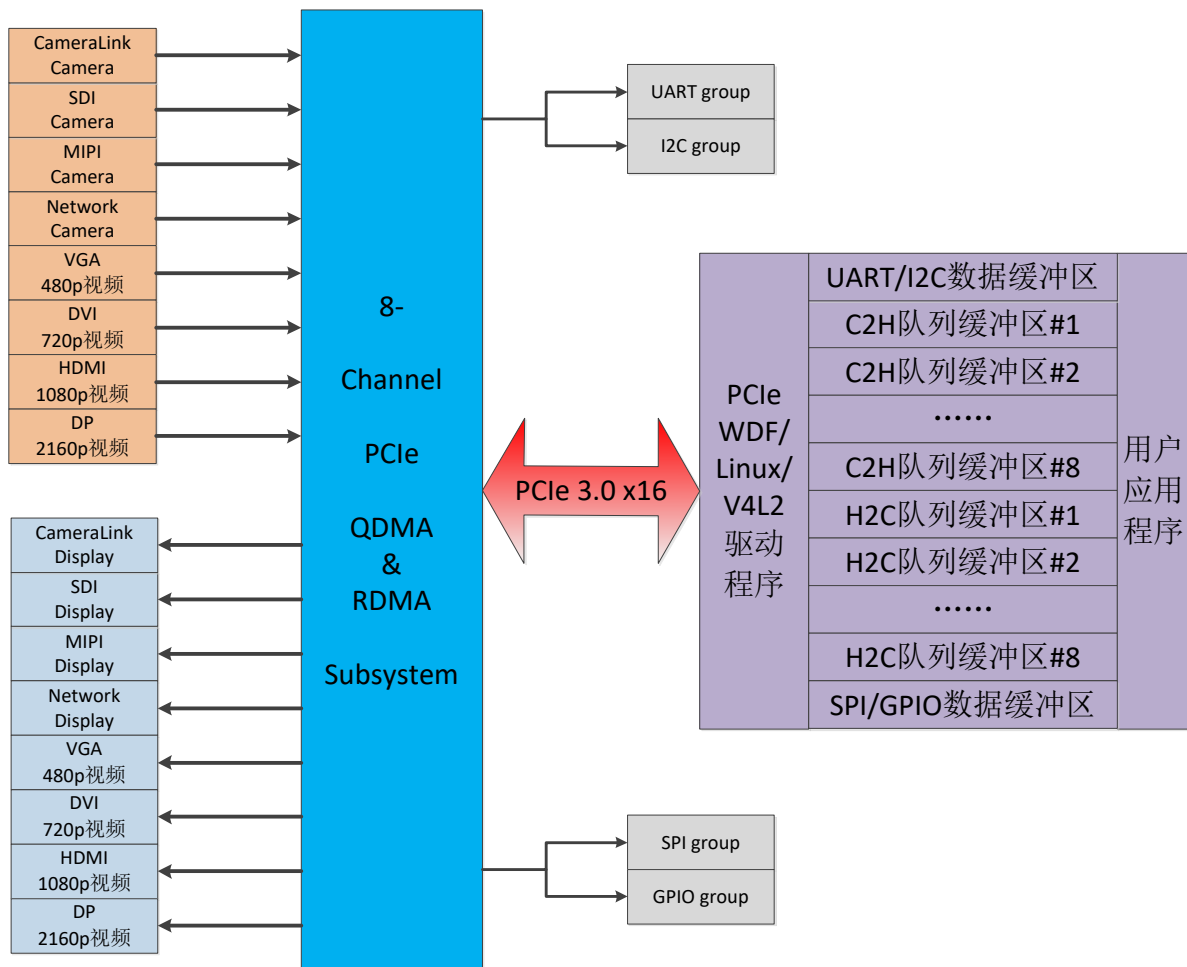 CameraLink
Camera
SDI
Camera
MIPI
Camera
Network
Camera
VGA
480p视频
DVI
720p视频
HDMI
1080p视频
DP
2160p视频
CameraLink
Display
SDI
Display
MIPI
Display
Network
Display
VGA
480p视频
DVI
720p视频
HDMI
1080p视频
DP
2160p视频
8-
Channel
PCIe
QDMA
&
RDMA
Subsystem
UART group
I2C group
PCIe 3.0 x16
SPI group
GPIO group
PCIe
WDF/
Linux/
V4L2
驱动
程序
UART/I2C数据缓冲区
C2H队列缓冲区#1
C2H队列缓冲区#2
······
C2H队列缓冲区#8
H2C队列缓冲区#1
H2C队列缓冲区#2
······
H2C队列缓冲区#8
SPI/GPIO数据缓冲区
用户
应用
程序